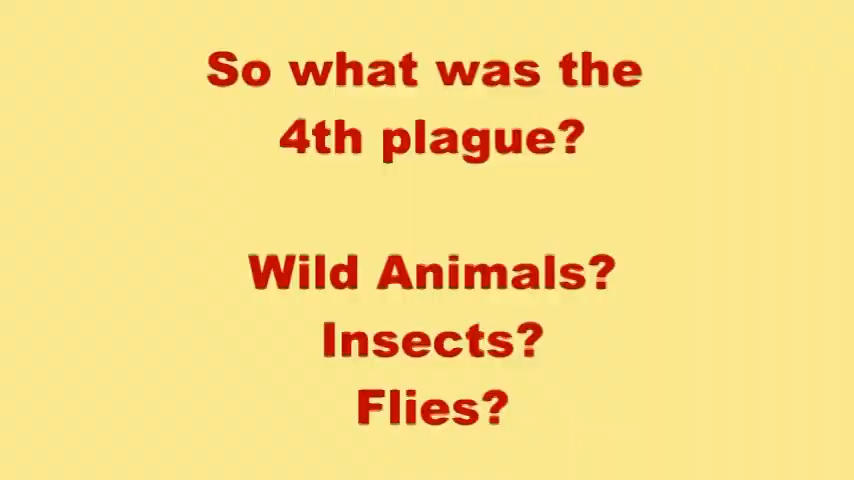 So what was the
4th plague?
Wild Animals?
Insects?
Flies?